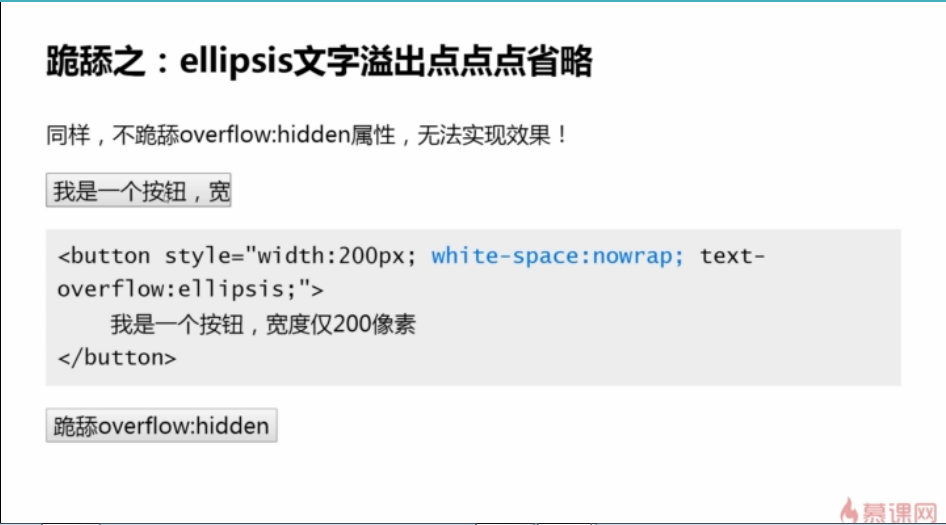 跪舔之：ellipsis文字溢出点点点省略
同样，不跪舔overflow:hidden属性，无法实现效果！
我是一个按钮，宽
<button style="width:200px; white-space:nowrap; text-
overflow:ellipsis;">
我是一个按钮，宽度仅200像素
</button>
跪舔overflow:hidden
慕课网